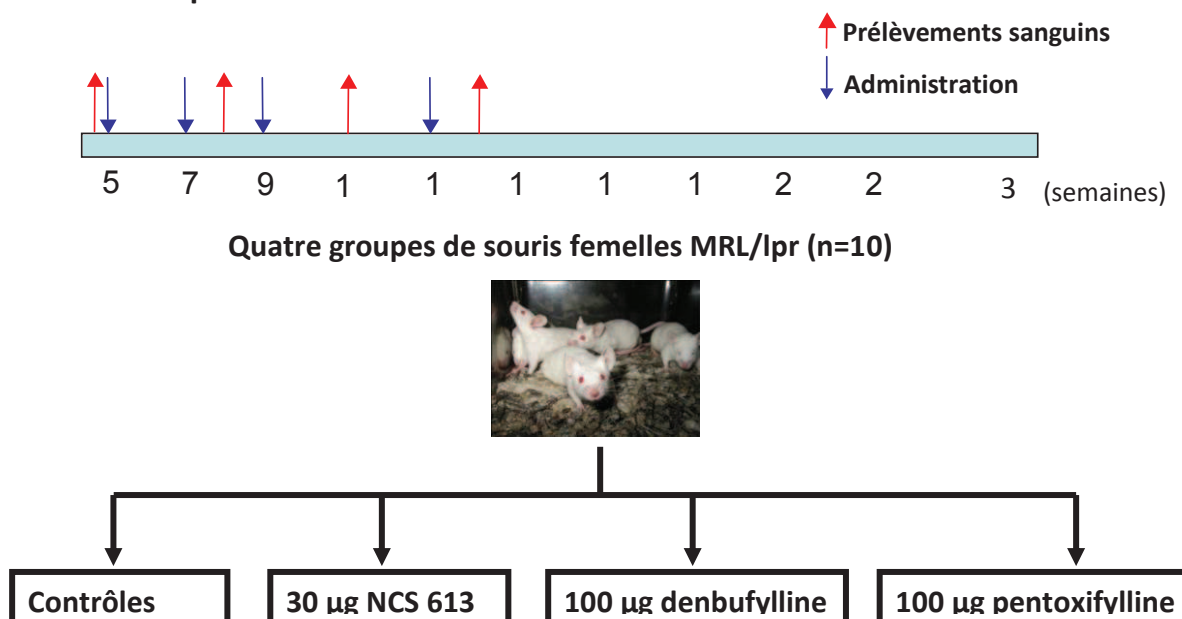 Prélèvements sanguins
Administration
5 7 9 1 1 1 1 1 2 2 3 (semaines)
Quatre groupes de souris femelles MRL/lpr (n=10)
Contrôles
30 µg NCS 613
100 µg denbufylline
100 µg pentoxifylline